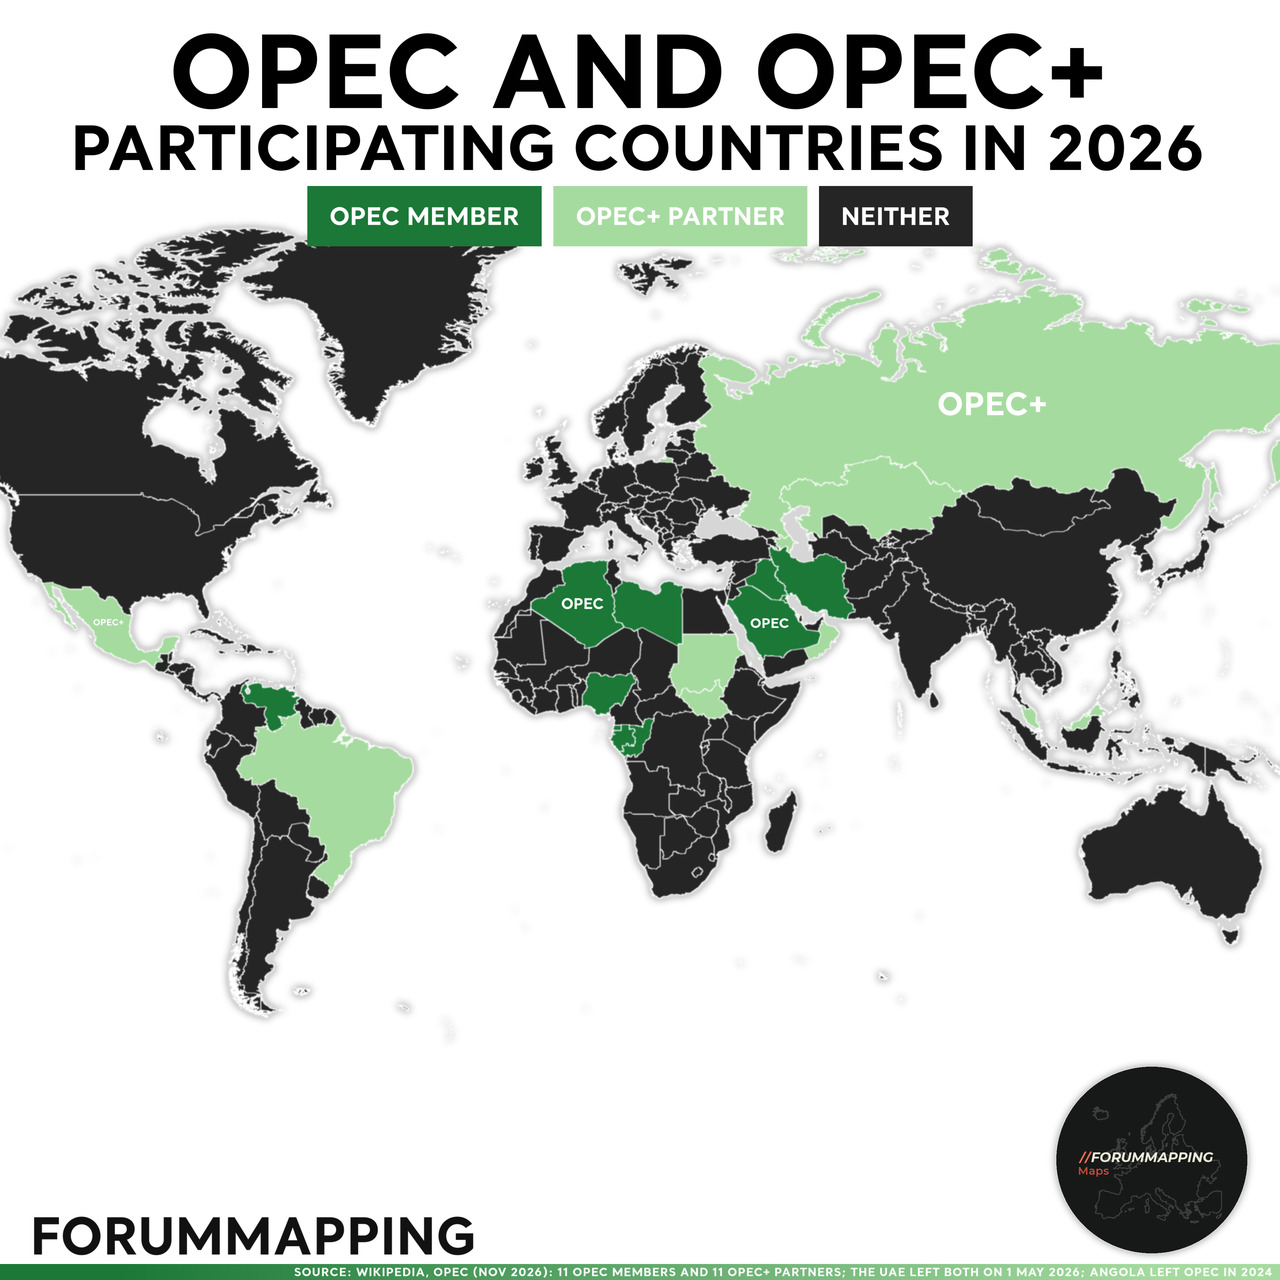 OPEC AND OPEC+
PARTICIPATING COUNTRIES IN 2026
OPEC MEMBER
OPEC+ PARTNER
NEITHER
OPEC+
OPEC
OPEC
OPEC+
//FORUMMAPPING
Maps
FORUMMAPPING
SOURCE: WIKIPEDIA, OPEC (NOV 2026): 11 OPEC MEMBERS AND 11 OPEC+ PARTNERS; THE UAE LEFT BOTH ON 1 MAY 2026; ANGOLA LEFT OPEC IN 2024